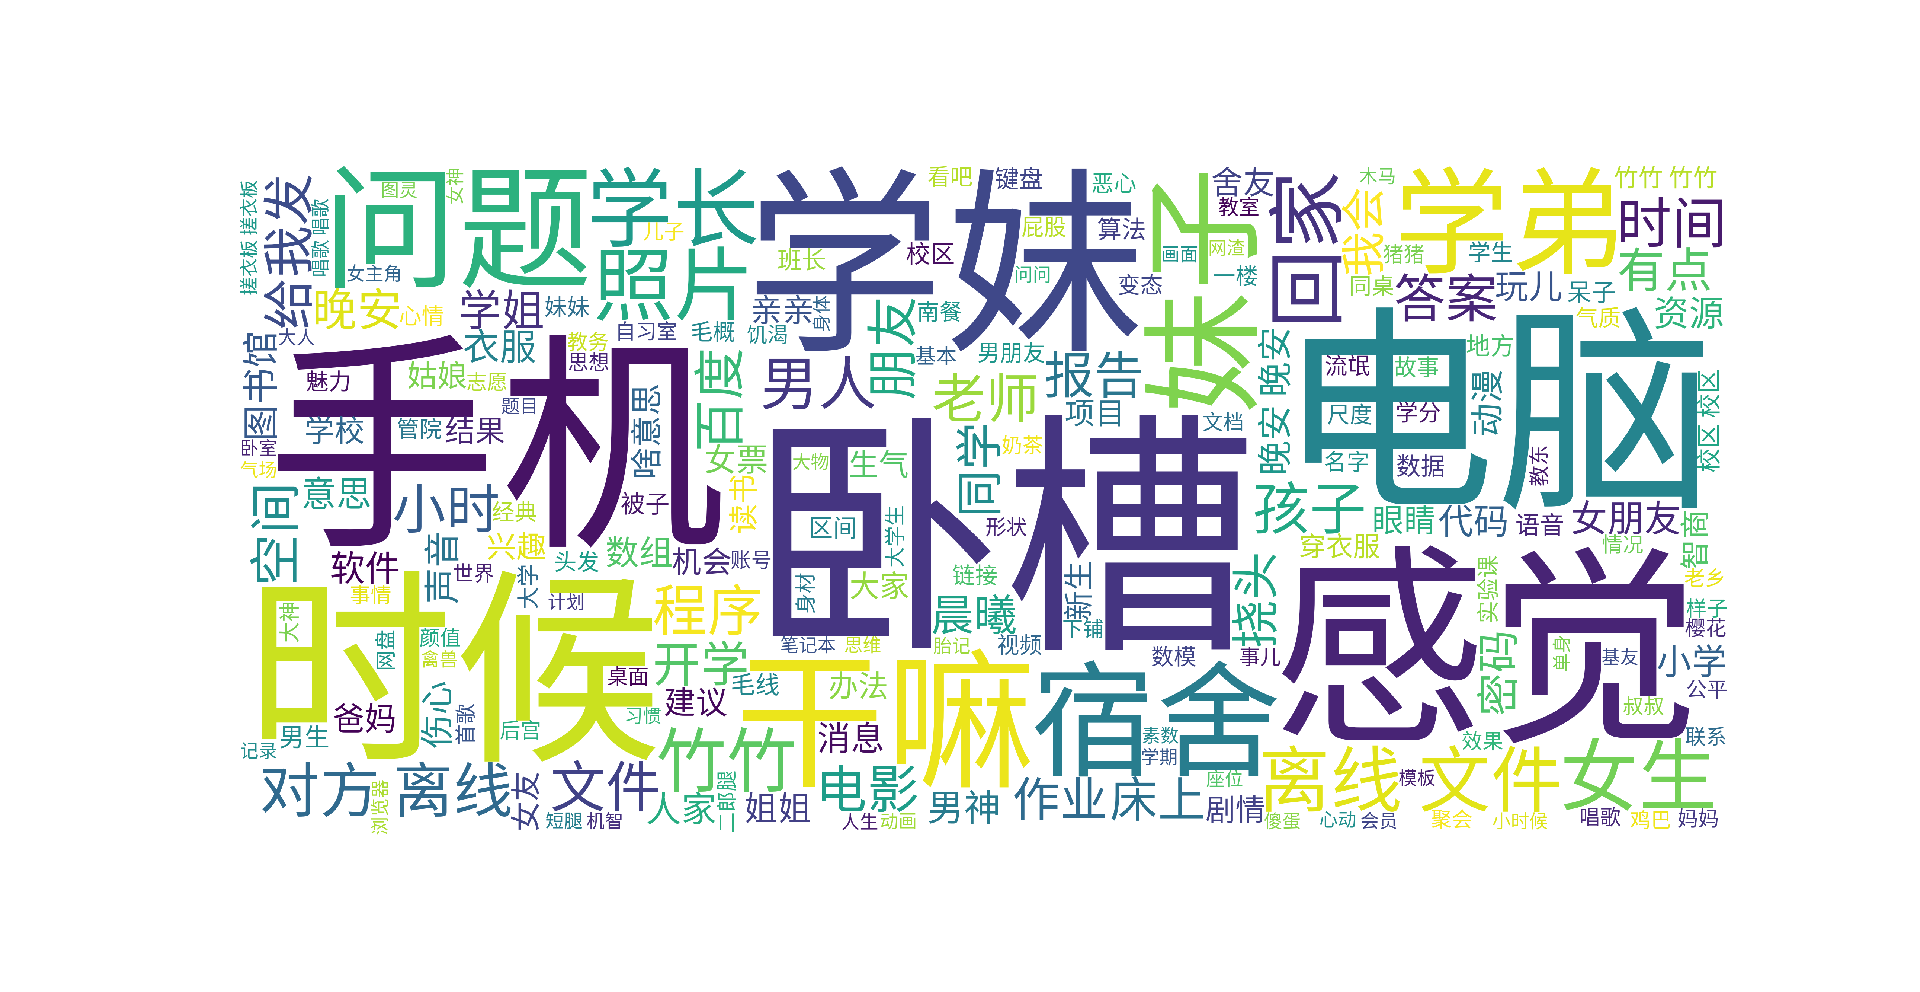 卧槽
手机
学妹
电脑
时候
感觉
问题
干嘛
宿舍
学弟
妹子
学长
照片
回家
给我发
晚安
心情
学姐
妹妹
女主角
大人
搓衣板 搓衣板
唱歌 唱歌
图灵
女神
儿子
看吧
键盘
恶心
舍友
教室
木马
竹竹 竹竹
我会
时间
有点
资源
猪猪
学生
同桌
答案
玩儿
呆子
气质
屁股
算法
班长
校区
问问
变态
画面
网渣
一楼
亲亲
身体
南餐
朋友
自习室
毛概
饥渴
教务
思想
衣服
姑娘
志愿
魅力
图书馆
题目
学校
管院
结果
卧室
气场
啥意思
百度
男人
基本
男朋友
报告
老师
项目
文档
晚安 晚安
流氓
故事
地方
动漫
尺度
学分
名字
数据
教东
校区 校区
女票
大物
生气
奶茶
同学
空间
意思
小时
经典
被子
读书
区间
大学生
形状
孩子
眼睛
代码
语音
女朋友
智商
情况
软件
声音
兴趣
数组
机会
账号
头发
世界
大学
计划
事情
大神
身材
大家
链接
新生
下铺
挠头
穿衣服
实验课
老乡
样子
樱花
程序
晨曦
笔记本
思维
胎记
视频
数模
事儿
密码
单身
基友
小学
公平
网盘
颜值
禽兽
开学
桌面
毛线
办法
建议
习惯
爸妈
伤心
首歌
后宫
男生
记录
消息
竹竹
素数
学期
叔叔
效果
联系
对方
离线
文件
女友
浏览器
短腿
机智
人家
二郎腿
姐姐
电影
人生
动画
男神
作业
床上
座位
剧情
离线 文件
模板
女生
傻蛋
心动
会员
聚会
小时候
唱歌
鸡巴
妈妈